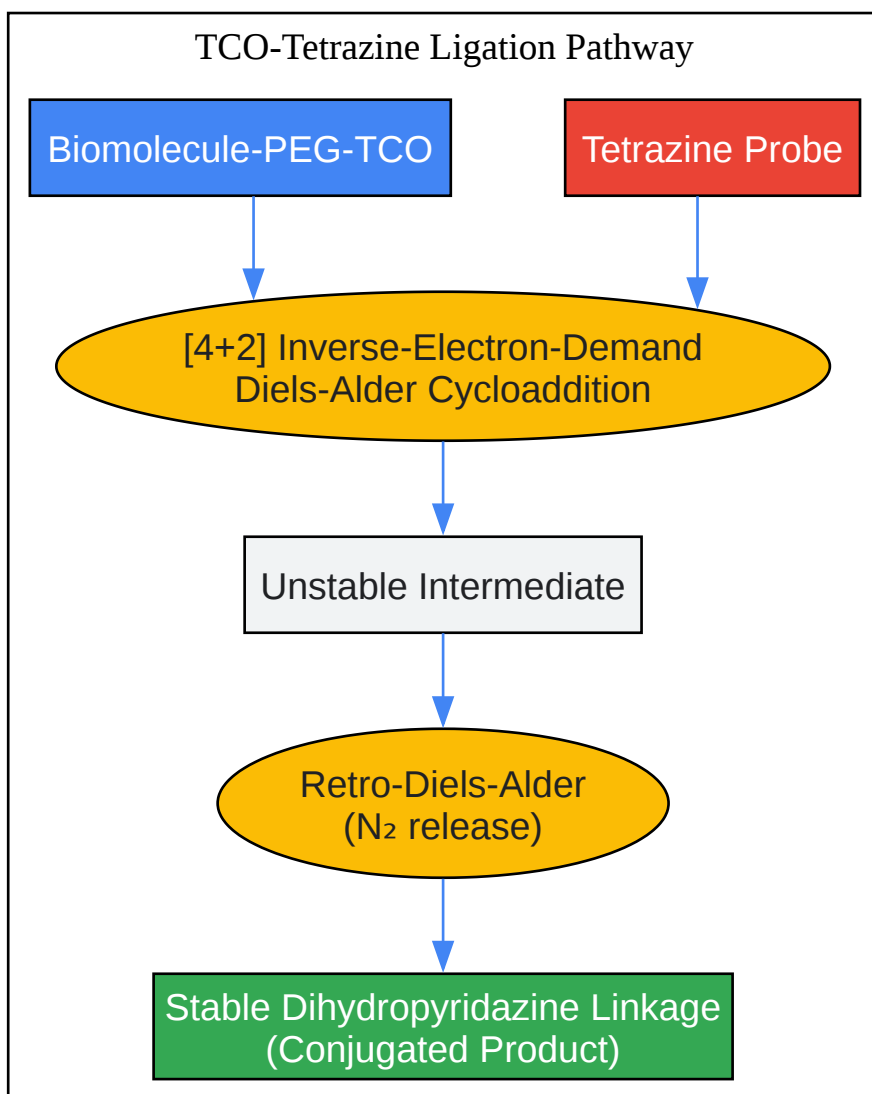 TCO-Tetrazine Ligation Pathway
Biomolecule-PEG-TCO
Tetrazine Probe
[4+2] Inverse-Electron-Demand
Diels-Alder Cycloaddition
Unstable Intermediate
Retro-Diels-Alder
(N₂ release)
Stable Dihydropyridazine Linkage
(Conjugated Product)